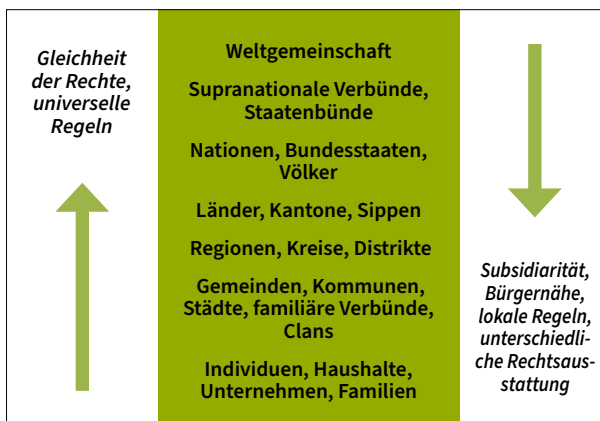 Gleichheit
der Rechte,
universelle
Regeln
Weltgemeinschaft
Supranationale Verbünde,
Staatenbünde
Nationen, Bundesstaaten,
Völker
Länder, Kantone, Sippen
Regionen, Kreise, Distrikte
Gemeinden, Kommunen,
Städte, familiäre Verbünde,
Clans
Individuen, Haushalte,
Unternehmen, Familien
Subsidiarität,
Bürgernähe,
lokale Regeln,
unterschiedli-
che Rechtsaus-
stattung